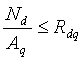 N_d / A_q ≤ R_dq